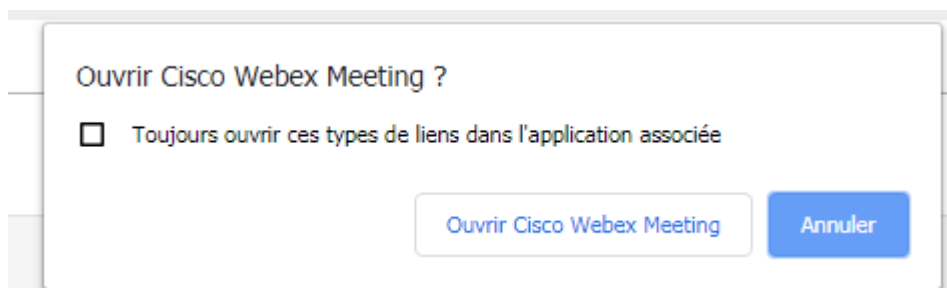 Ouvrir Cisco Webex Meeting ?
Toujours ouvrir ces types de liens dans l'application associée
Ouvrir Cisco Webex Meeting
Annuler